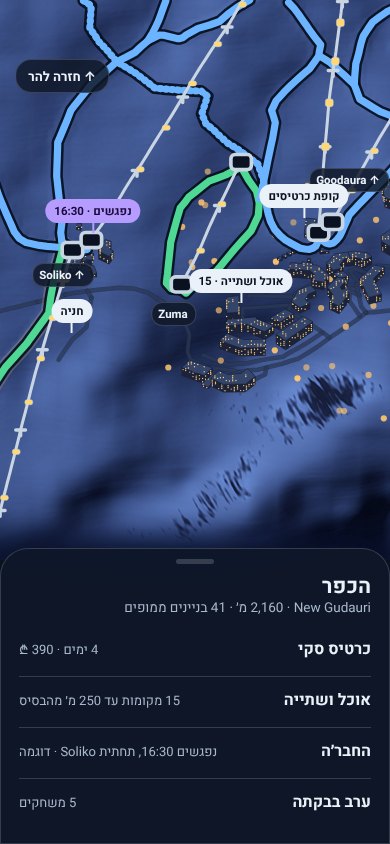 חזרה להר ↑
Goodaura ↑
קופת כרטיסים
נפגשים · 16:30
Soliko ↑
אוכל ושתייה · 15
חניה
Zuma
הכפר
New Gudauri · 2,160 מ׳ · 41 בניינים ממופים
כרטיס סקי
4 ימים · 390 ₾
אוכל ושתייה
15 מקומות עד 250 מ׳ מהבסיס
החבר׳ה
נפגשים 16:30, תחתית Soliko · דוגמה
ערב בבקתה
5 משחקים